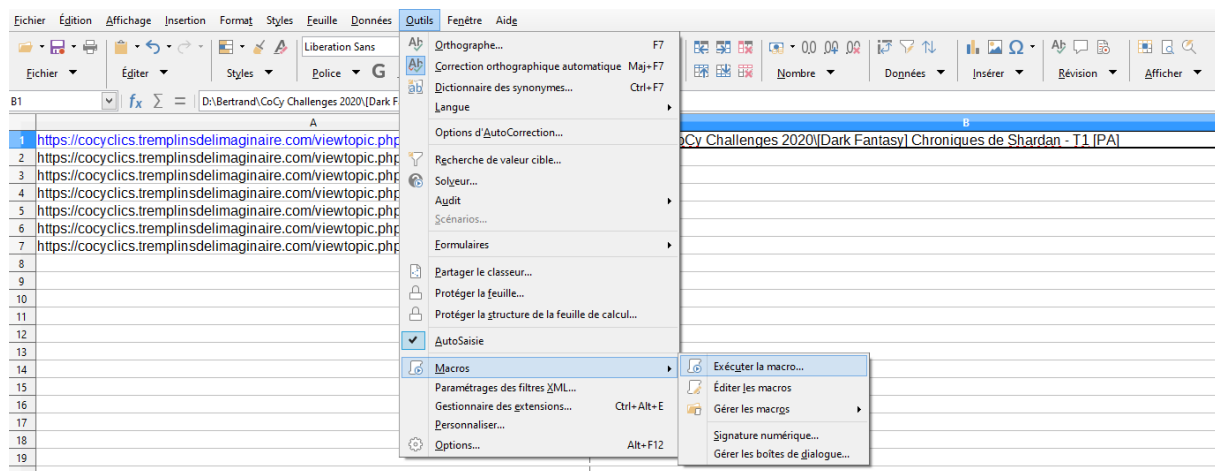 Fichier Édition Affichage Insertion Format Styles Feuille Données Outils Fenêtre Aide
Liberation Sans
Fichier Éditer Styles Police G Nombre Données Insérer Révision Afficher
B1 fx Σ = D:\Bertrand\CoCy Challenges 2020\[Dark F
A B
1 https://cocyclics.tremplinsdelimaginaire.com/viewtopic.php oCy Challenges 2020\[Dark Fantasy] Chroniques de Shardan - T1 [PA]
2 https://cocyclics.tremplinsdelimaginaire.com/viewtopic.php
3 https://cocyclics.tremplinsdelimaginaire.com/viewtopic.php
4 https://cocyclics.tremplinsdelimaginaire.com/viewtopic.php
5 https://cocyclics.tremplinsdelimaginaire.com/viewtopic.php
6 https://cocyclics.tremplinsdelimaginaire.com/viewtopic.php
7 https://cocyclics.tremplinsdelimaginaire.com/viewtopic.php
8
9
10
11
12
13
14
15
16
17
18
19
Orthographe... F7
Correction orthographique automatique Maj+F7
Dictionnaire des synonymes... Ctrl+F7
Langue
Options d'AutoCorrection...
Recherche de valeur cible...
Solveur...
Audit
Scénarios...
Formulaires
Partager le classeur...
Protéger la feuille...
Protéger la structure de la feuille de calcul...
AutoSaisie
Macros
Paramétrages des filtres XML...
Gestionnaire des extensions... Ctrl+Alt+E
Personnaliser...
Options... Alt+F12
Exécuter la macro...
Éditer les macros
Gérer les macros
Signature numérique...
Gérer les boîtes de dialogue...